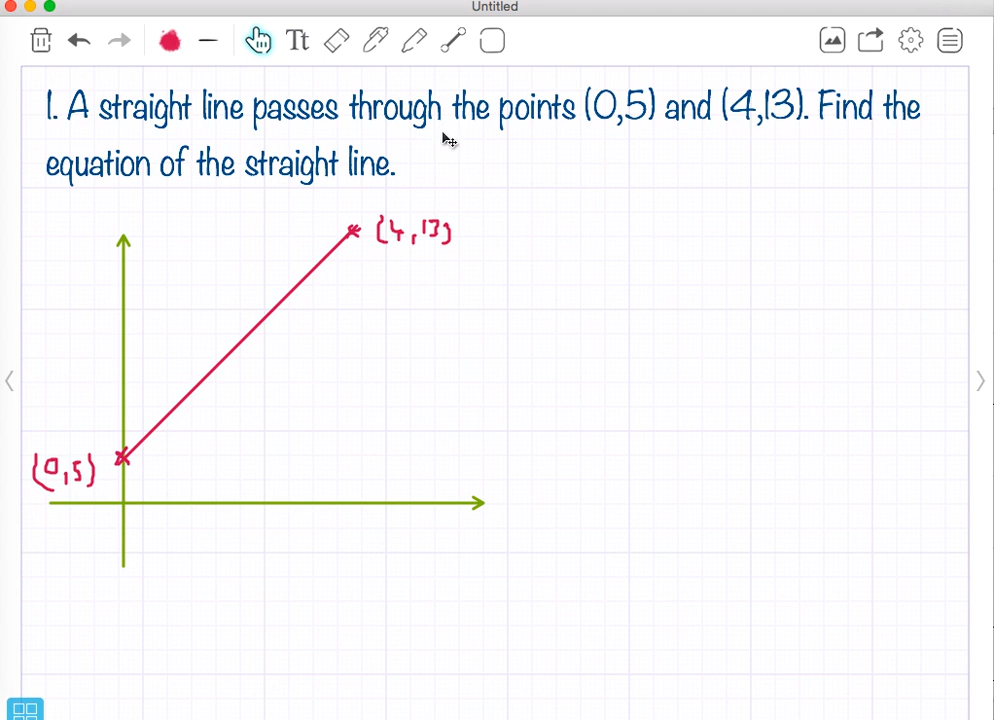 Untitled
Tt
1. A straight line passes through the points (0,5) and (4,13). Find the
equation of the straight line.
(4,13)
(0,5)